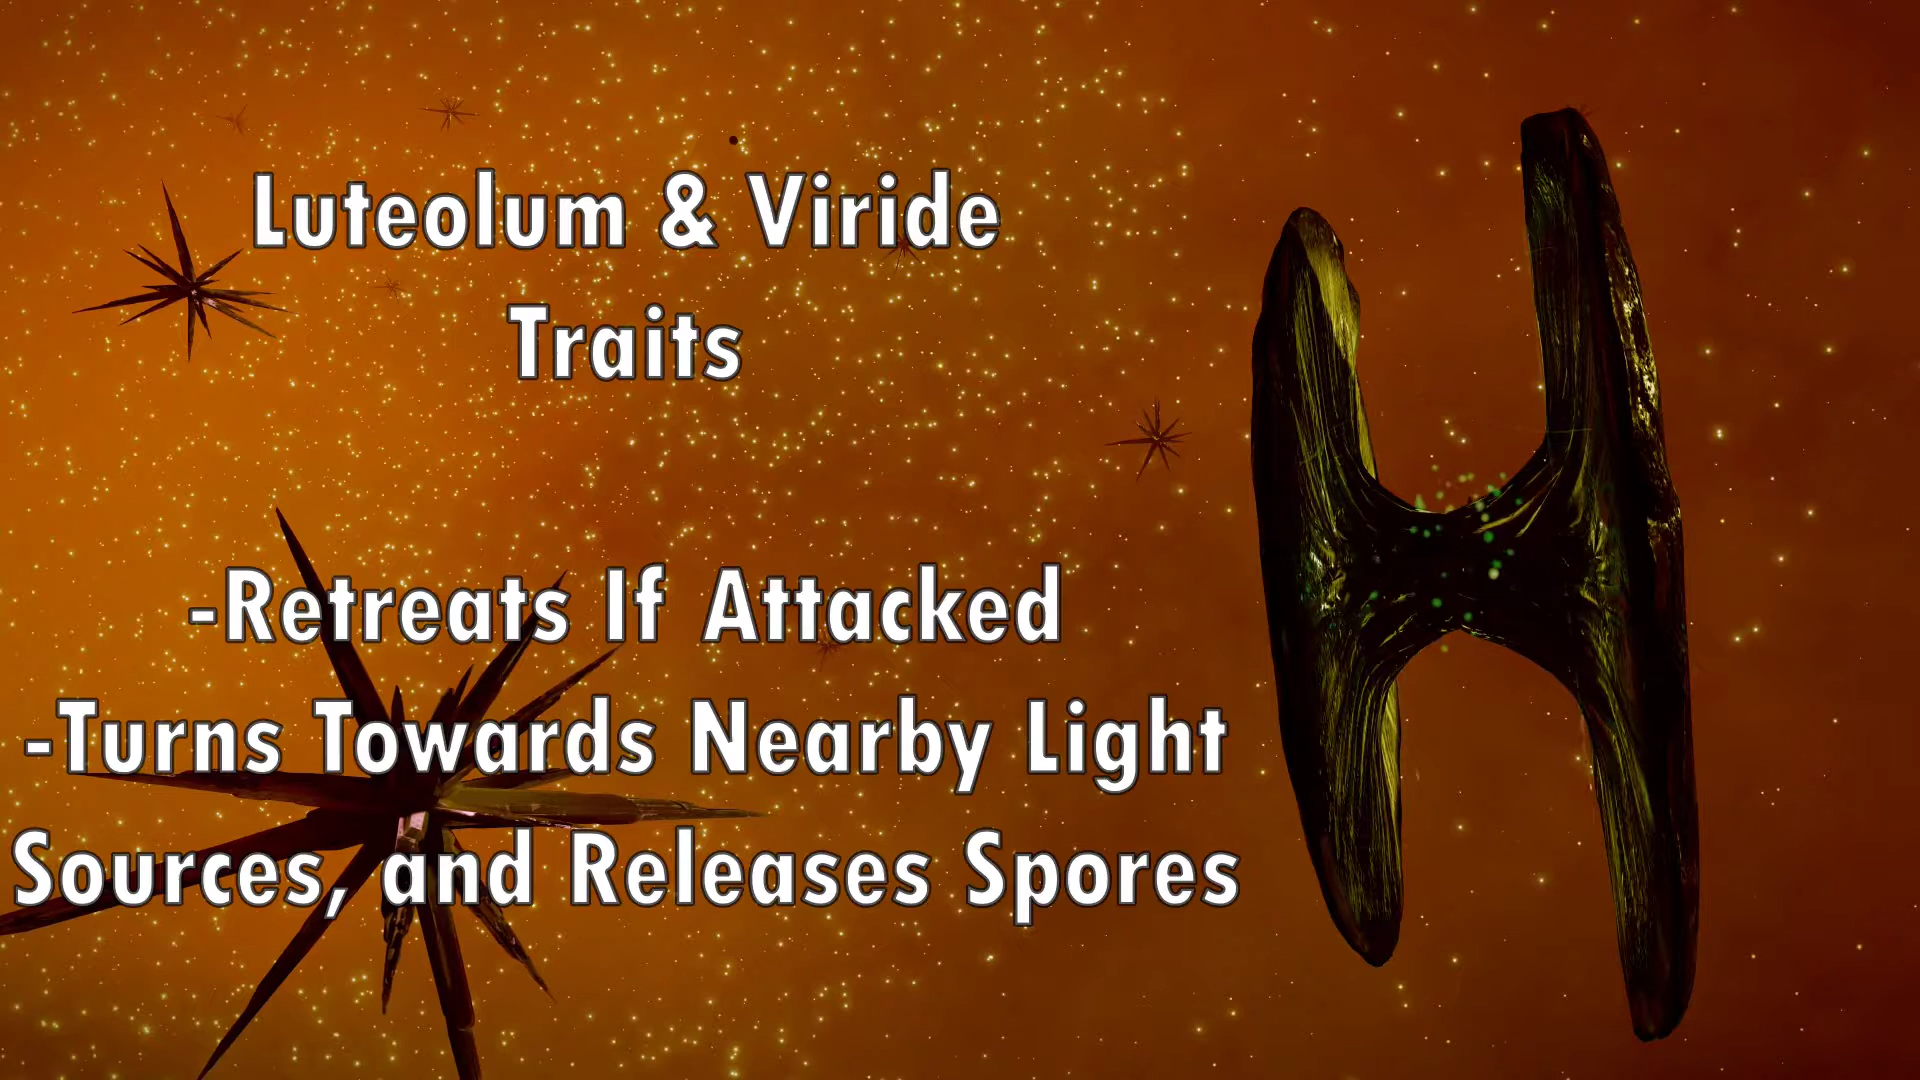 Luteolum & Viride
Traits
-Retreats If Attacked
-Turns Towards Nearby Light
Sources, and Releases Spores